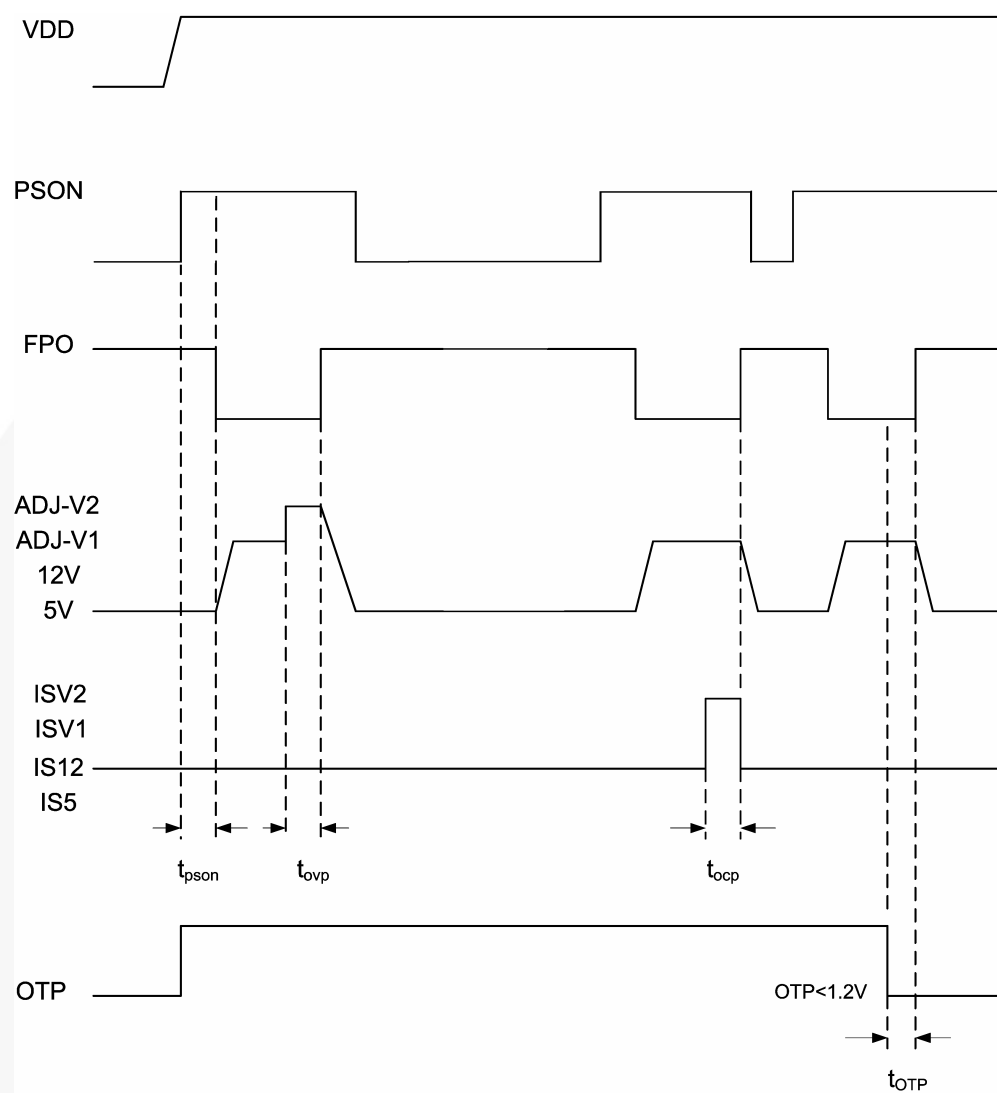 VDD
PSON
FPO
ADJ-V2
ADJ-V1
12V
5V
ISV2
ISV1
IS12
IS5
tpson
tovp
tocp
OTP
OTP<1.2V
tOTP